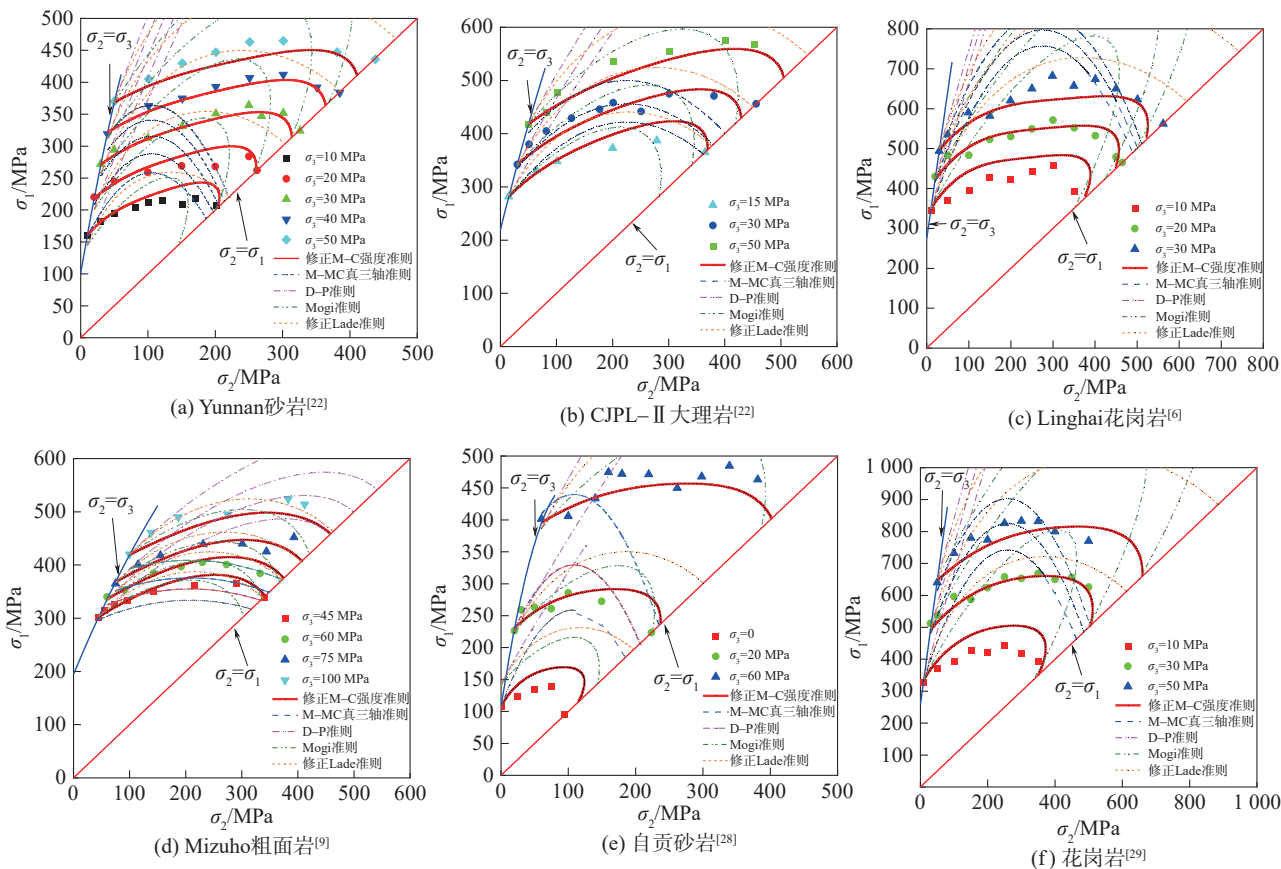 500
450
400
350
300
250
200
150
100
50
0
σ₁/MPa
σ₂=σ₃
σ₂=σ₁
σ₃=10 MPa
σ₃=20 MPa
σ₃=30 MPa
σ₃=40 MPa
σ₃=50 MPa
修正M–C强度准则
M–MC真三轴准则
D–P准则
Mogi准则
修正Lade准则
0 100 200 300 400 500
σ₂/MPa
(a) Yunnan砂岩[22]
600
500
400
300
200
100
0
σ₁/MPa
σ₂=σ₃
σ₂=σ₁
σ₃=15 MPa
σ₃=30 MPa
σ₃=50 MPa
修正M–C强度准则
M–MC真三轴准则
D–P准则
Mogi准则
修正Lade准则
0 100 200 300 400 500 600
σ₂/MPa
(b) CJPL–Ⅱ大理岩[22]
800
700
600
500
400
300
200
100
0
σ₁/MPa
σ₂=σ₃
σ₂=σ₁
σ₃=10 MPa
σ₃=20 MPa
σ₃=30 MPa
修正M–C强度准则
M–MC真三轴准则
D–P准则
Mogi准则
修正Lade准则
0 100 200 300 400 500 600 700 800
σ₂/MPa
(c) Linghai花岗岩[6]
600
500
400
300
200
100
0
σ₁/MPa
σ₂=σ₃
σ₂=σ₁
σ₃=45 MPa
σ₃=60 MPa
σ₃=75 MPa
σ₃=100 MPa
修正M–C强度准则
M–MC真三轴准则
D–P准则
Mogi准则
修正Lade准则
0 100 200 300 400 500 600
σ₂/MPa
(d) Mizuho粗面岩[9]
500
450
400
350
300
250
200
150
100
50
0
σ₁/MPa
σ₂=σ₃
σ₂=σ₁
σ₃=0
σ₃=20 MPa
σ₃=60 MPa
修正M–C强度准则
M–MC真三轴准则
D–P准则
Mogi准则
修正Lade准则
0 100 200 300 400 500
σ₂/MPa
(e) 自贡砂岩[28]
1 000
900
800
700
600
500
400
300
200
100
0
σ₁/MPa
σ₂=σ₃
σ₂=σ₁
σ₃=10 MPa
σ₃=30 MPa
σ₃=50 MPa
修正M–C强度准则
M–MC真三轴准则
D–P准则
Mogi准则
修正Lade准则
0 200 400 600 800 1 000
σ₂/MPa
(f) 花岗岩[29]